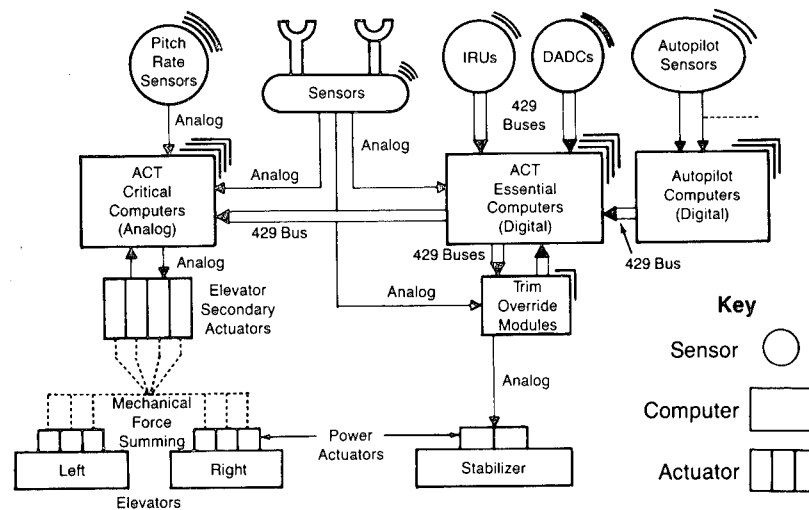 Pitch
Rate
Sensors
Sensors
IRUs
DADCs
Autopilot
Sensors
Analog
429
Buses
ACT
Critical
Computers
(Analog)
Analog
Analog
ACT
Essential
Computers
(Digital)
Autopilot
Computers
(Digital)
429 Bus
429 Buses
429 Bus
Analog
Elevator
Secondary
Actuators
Analog
Trim
Override
Modules
Key
Sensor
Analog
Computer
Mechanical
Force
Summing
Power
Actuators
Left
Right
Stabilizer
Actuator
Elevators